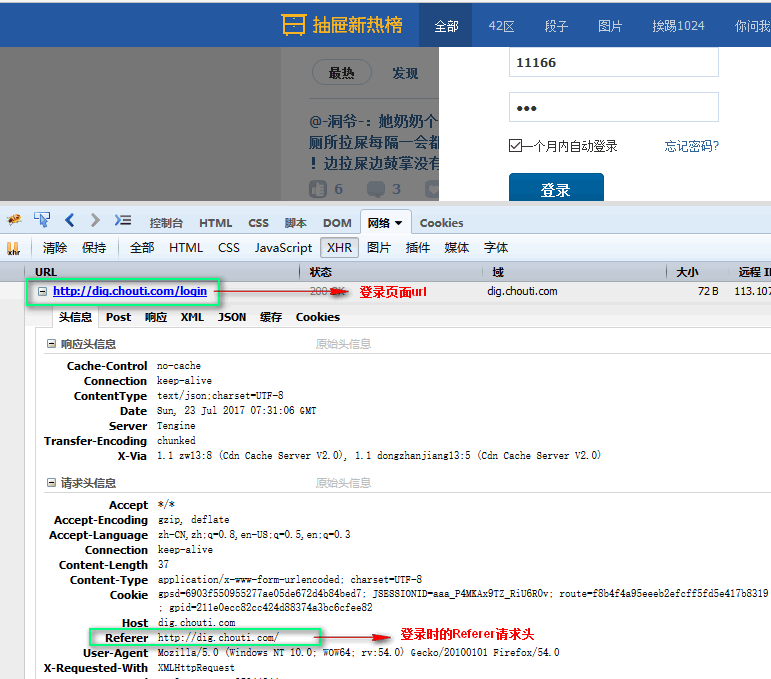 抽屉新热榜 全部 42区 段子 图片 挨踢1024 你问我
11166
最热 发现
●●●
@-洞爷-：她奶奶个
厕所拉屎每隔一会都
！边拉屎边鼓掌没有
一个月内自动登录 忘记密码?
6 3
登录
控制台 HTML CSS 脚本 DOM 网络 Cookies
xhr 清除 保持 全部 HTML CSS JavaScript XHR 图片 插件 媒体 字体
URL 状态 域 大小 远程 I
http://dig.chouti.com/login 200 OK 登录页面url dig.chouti.com 72 B 113.107
头信息 Post 响应 XML JSON 缓存 Cookies
响应头信息 原始头信息
Cache-Control no-cache
Connection keep-alive
ContentType text/json;charset=UTF-8
Date Sun, 23 Jul 2017 07:31:06 GMT
Server Tengine
Transfer-Encoding chunked
X-Via 1.1 zw13:8 (Cdn Cache Server V2.0), 1.1 dongzhanjiang13:5 (Cdn Cache Server V2.0)
请求头信息 原始头信息
Accept */*
Accept-Encoding gzip, deflate
Accept-Language zh-CN,zh;q=0.8,en-US;q=0.5,en;q=0.3
Connection keep-alive
Content-Length 37
Content-Type application/x-www-form-urlencoded; charset=UTF-8
Cookie gpsd=6903f550955277ae05de672d4b84bed7; JSESSIONID=aaa_P4MKAx9TZ_RiU6R0v; route=f8b4f4a95eeeb2efcff5fd5e417b8319
; gpid=211e0ecc82cc424d88374a3bc6cfee82
Host dig.chouti.com
Referer http://dig.chouti.com/ 登录时的Referer请求头
User-Agent Mozilla/5.0 (Windows NT 10.0; WOW64; rv:54.0) Gecko/20100101 Firefox/54.0
X-Requested-With XMLHttpRequest